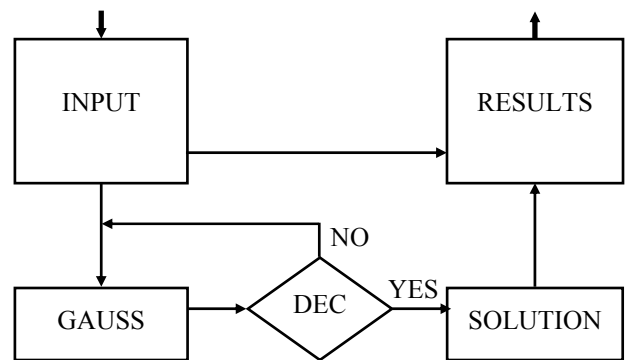 INPUT
RESULTS
NO
DEC
YES
GAUSS
SOLUTION